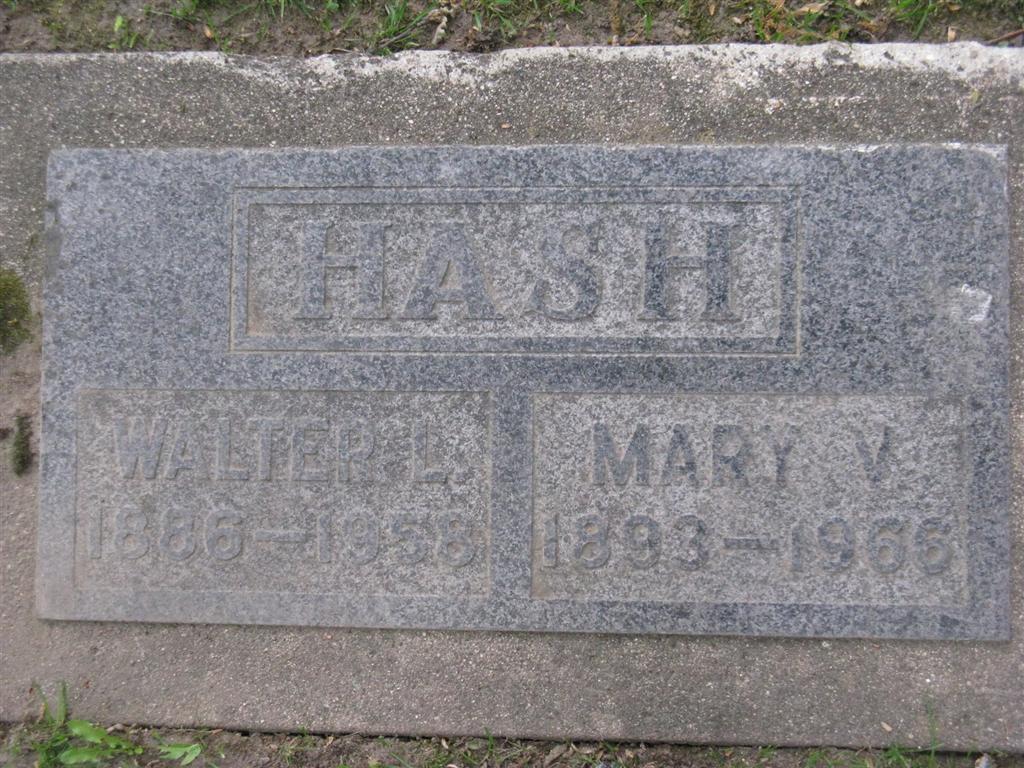 HASH
WALTER L.
1886–1958
MARY V.
1893–1966